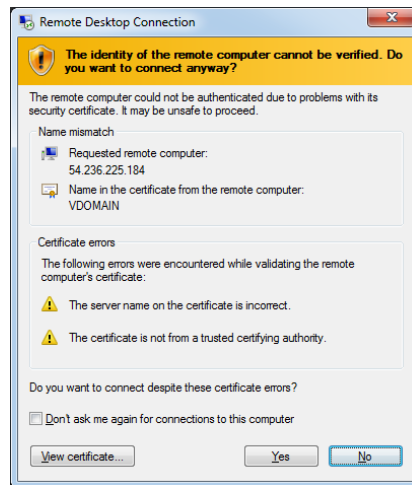 Remote Desktop Connection
The identity of the remote computer cannot be verified. Do
you want to connect anyway?
The remote computer could not be authenticated due to problems with its
security certificate. It may be unsafe to proceed.
Name mismatch
Requested remote computer:
54.236.225.184
Name in the certificate from the remote computer:
VDOMAIN
Certificate errors
The following errors were encountered while validating the remote
computer's certificate:
The server name on the certificate is incorrect.
The certificate is not from a trusted certifying authority.
Do you want to connect despite these certificate errors?
Don't ask me again for connections to this computer
View certificate...
Yes
No